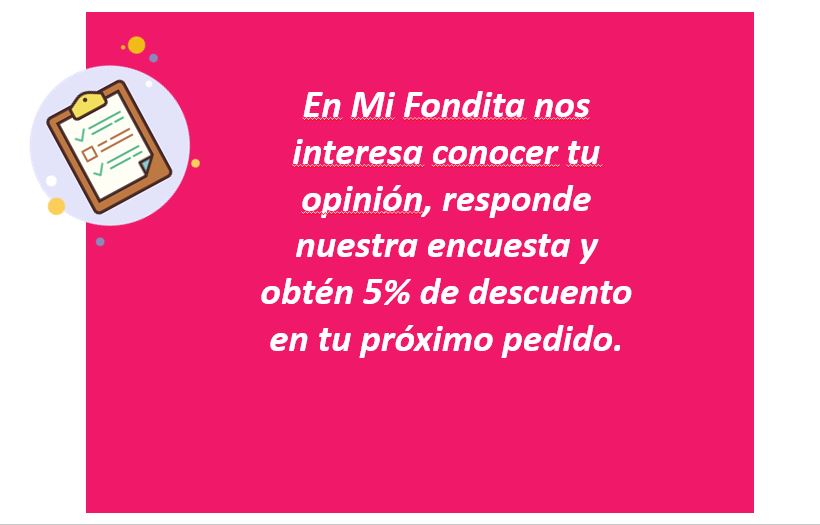 En Mi Fondita nos
interesa conocer tu
opinión, responde
nuestra encuesta y
obtén 5% de descuento
en tu próximo pedido.